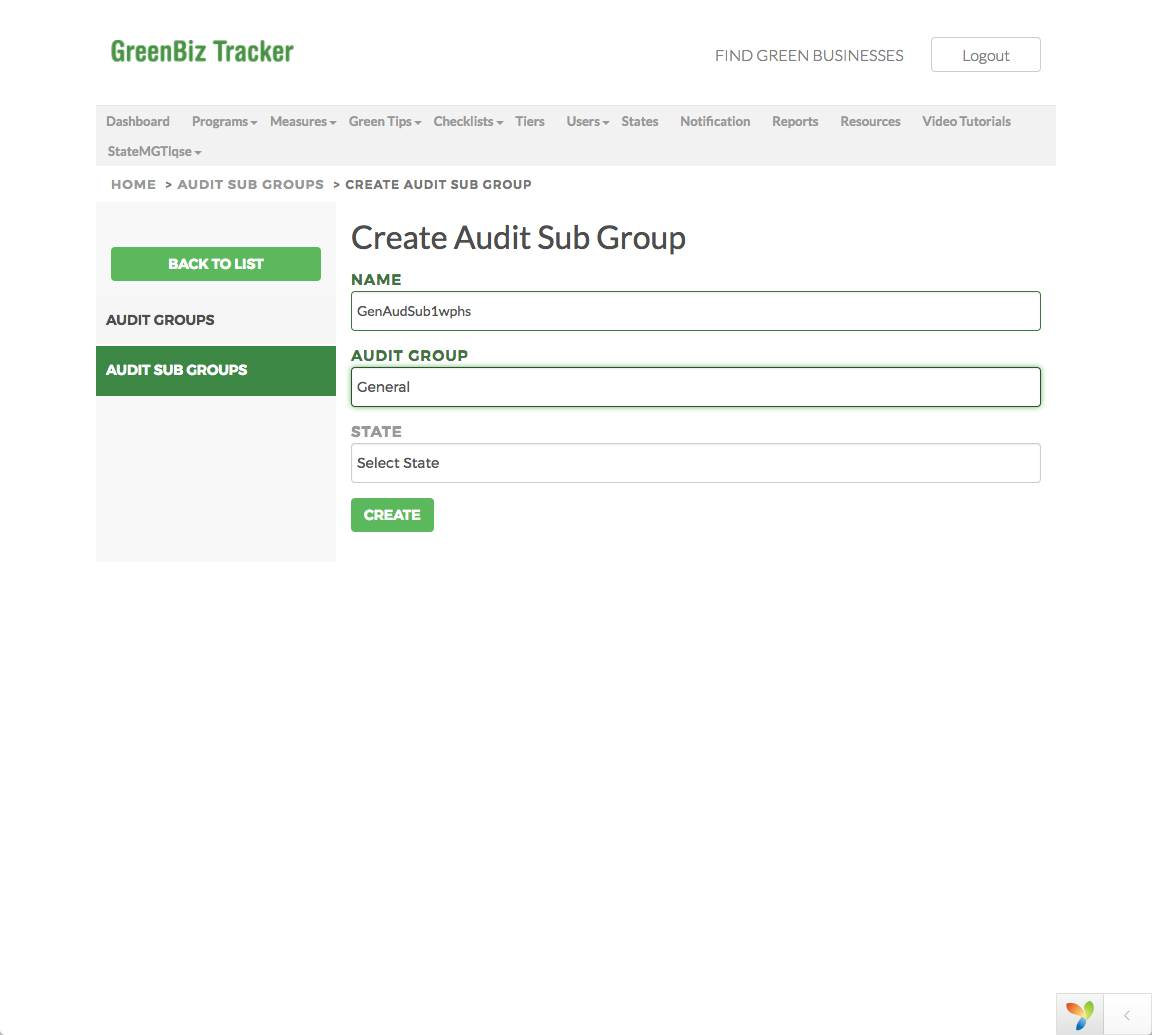 GreenBiz Tracker
FIND GREEN BUSINESSES
Logout
Dashboard Programs Measures Green Tips Checklists Tiers Users States Notification Reports Resources Video Tutorials
StateMGTlqse
HOME > AUDIT SUB GROUPS > CREATE AUDIT SUB GROUP
BACK TO LIST
AUDIT GROUPS
AUDIT SUB GROUPS
Create Audit Sub Group
NAME
GenAudSub1wphs
AUDIT GROUP
General
STATE
Select State
CREATE